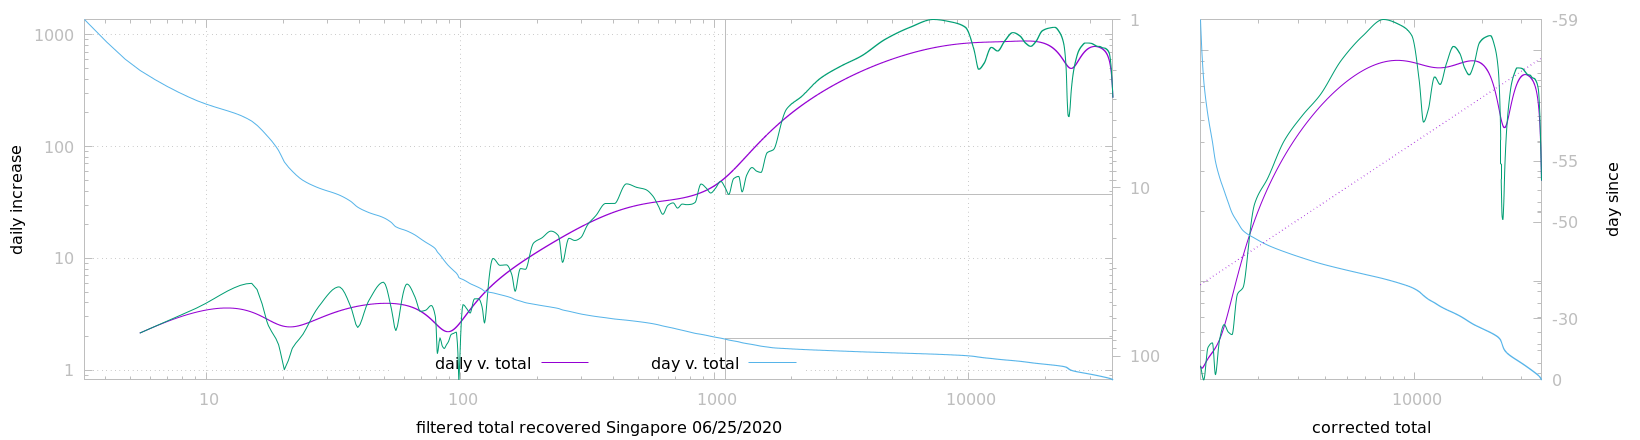 1000
100
10
1
daily increase
10
100
1000
10000
filtered total recovered Singapore 06/25/2020
daily v. total
day v. total
1
10
100
10000
corrected total
-59
-55
-50
-30
0
day since